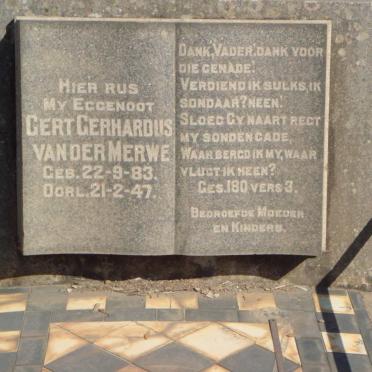 HIER RUS
MY EGGENOOT
GERT GERHARDUS
VAN DER MERWE
GEB. 22-9-83.
OORL. 21-2-47.
DANK, VADER, DANK VOOR
DIE GENADE!
VERDIEND IK SULKS, IK
SONDAAR? NEEN!
SLOEG GY NAAR'T RECT
MY SONDEN GADE,
WAAR BERGD IK MY, WAAR
VLUGT IK HEEN?
GES. 180 VERS 3.
BEDROEFDE MOEDER
EN KINDERS.